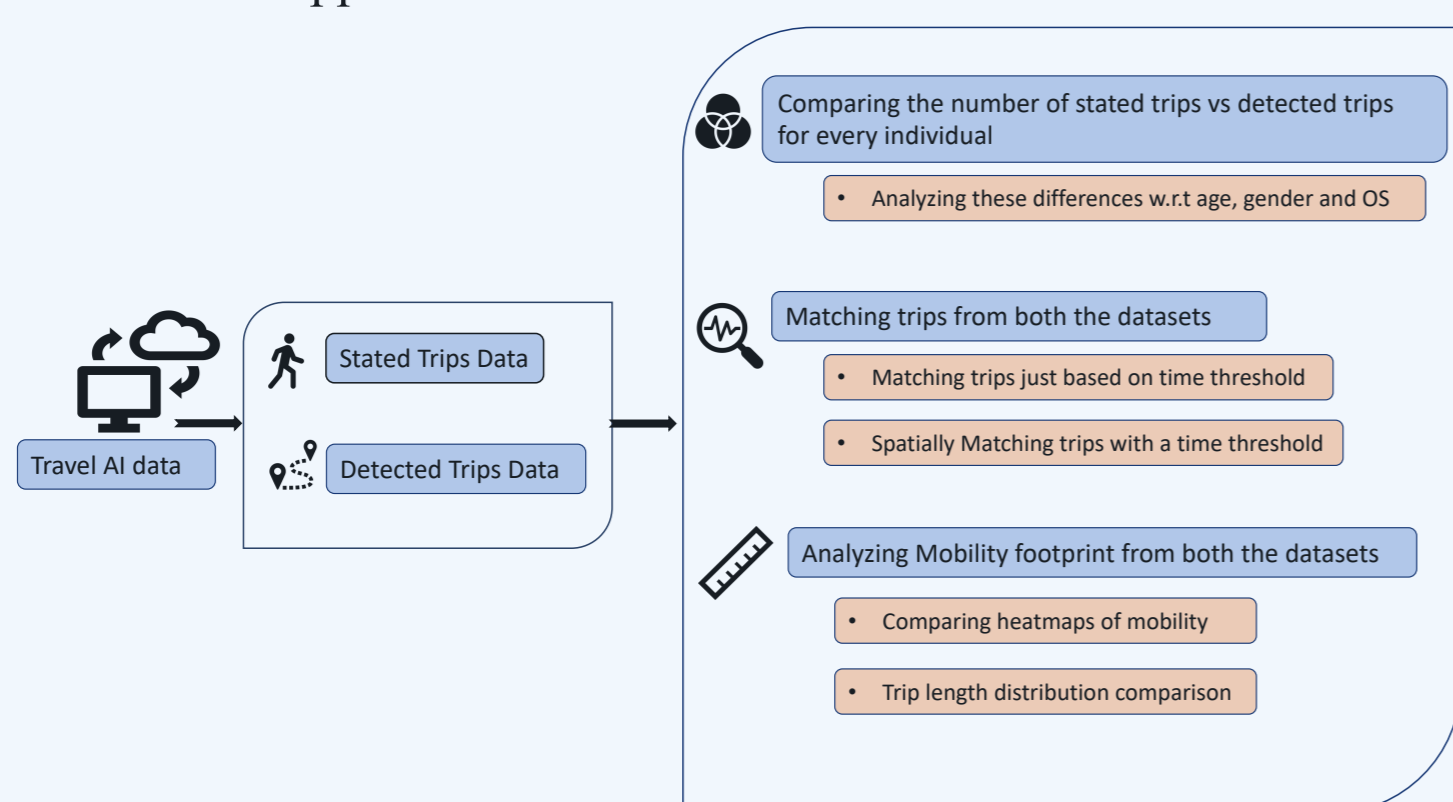 Travel AI data
Stated Trips Data
Detected Trips Data
Comparing the number of stated trips vs detected trips
for every individual
• Analyzing these differences w.r.t age, gender and OS
Matching trips from both the datasets
• Matching trips just based on time threshold
• Spatially Matching trips with a time threshold
Analyzing Mobility footprint from both the datasets
• Comparing heatmaps of mobility
• Trip length distribution comparison